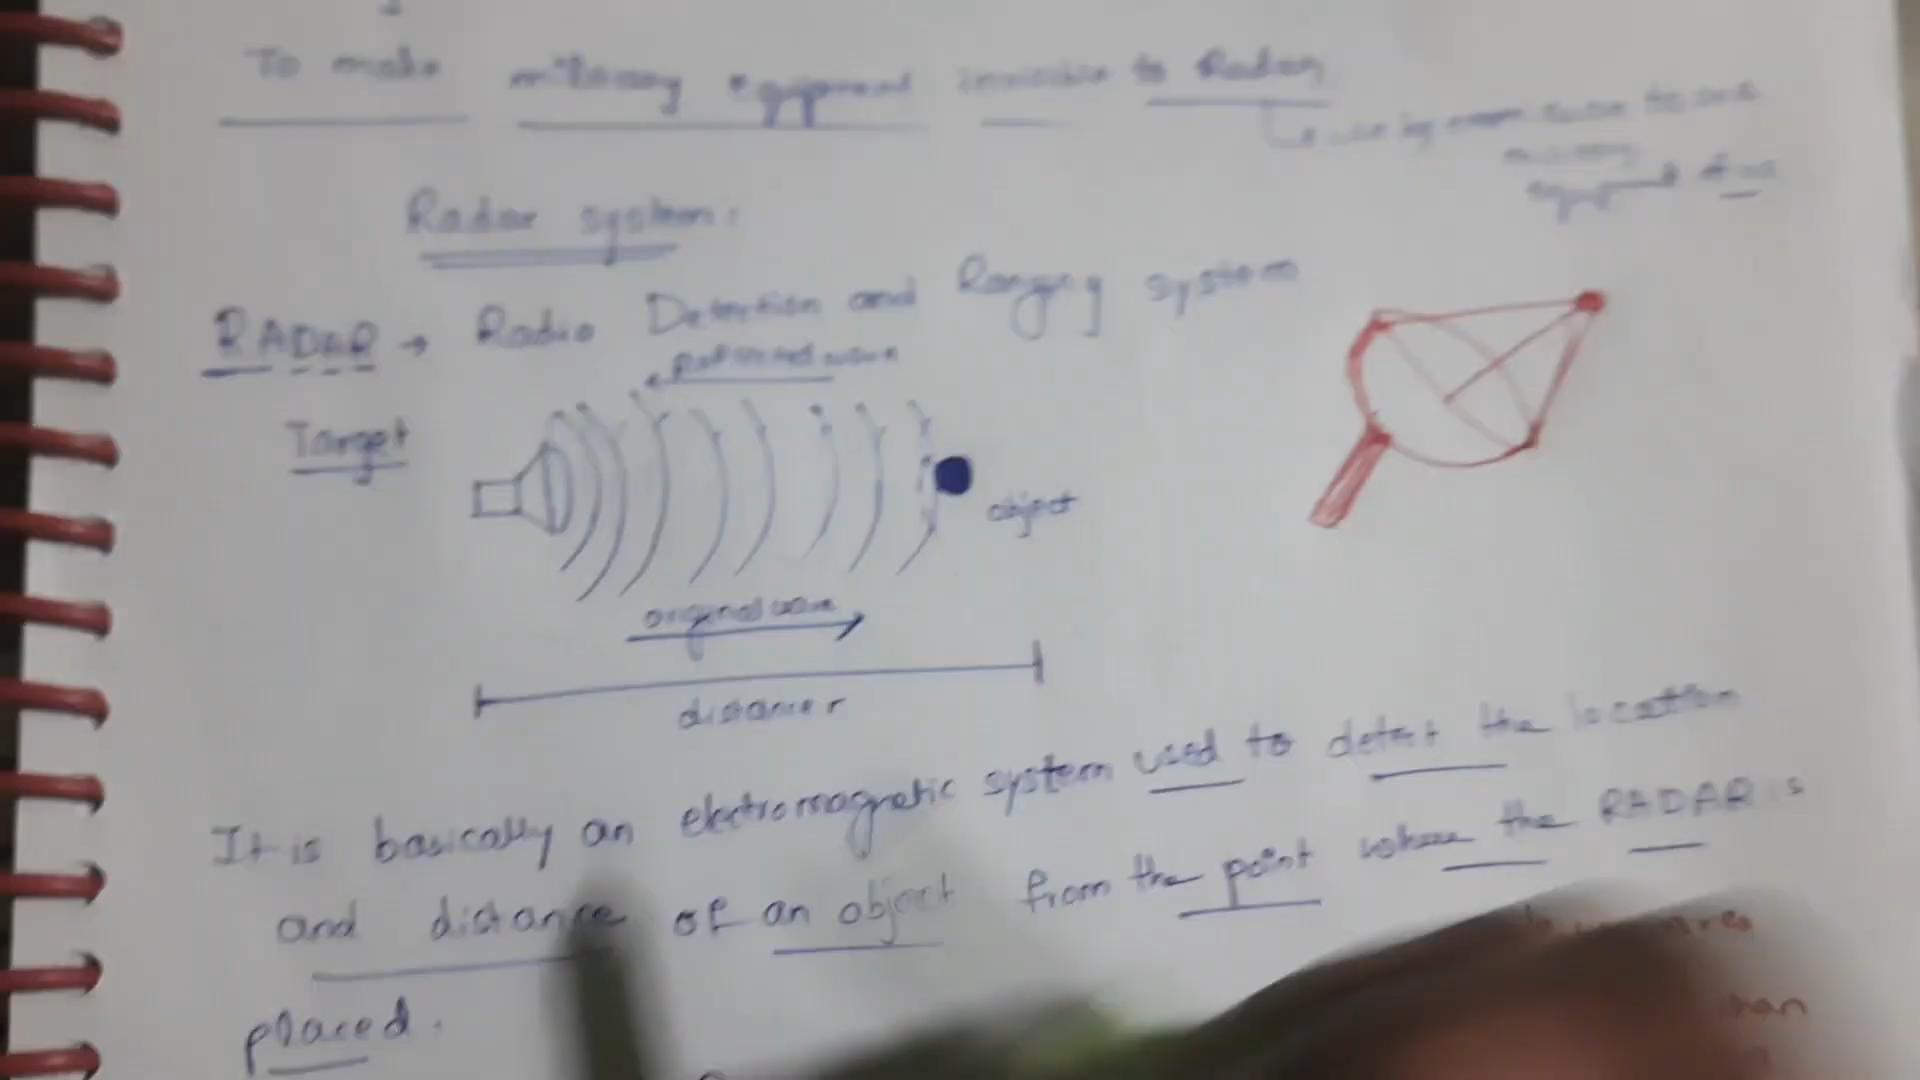 To make military equipment invisible to Radar
Radar system:
RADAR → Radio Detection and Ranging system
Reflected wave
Target
object
original wave
distance r
It is basically an electromagnetic system used to detect the location
and distance of an object from the point where the RADAR is
placed.